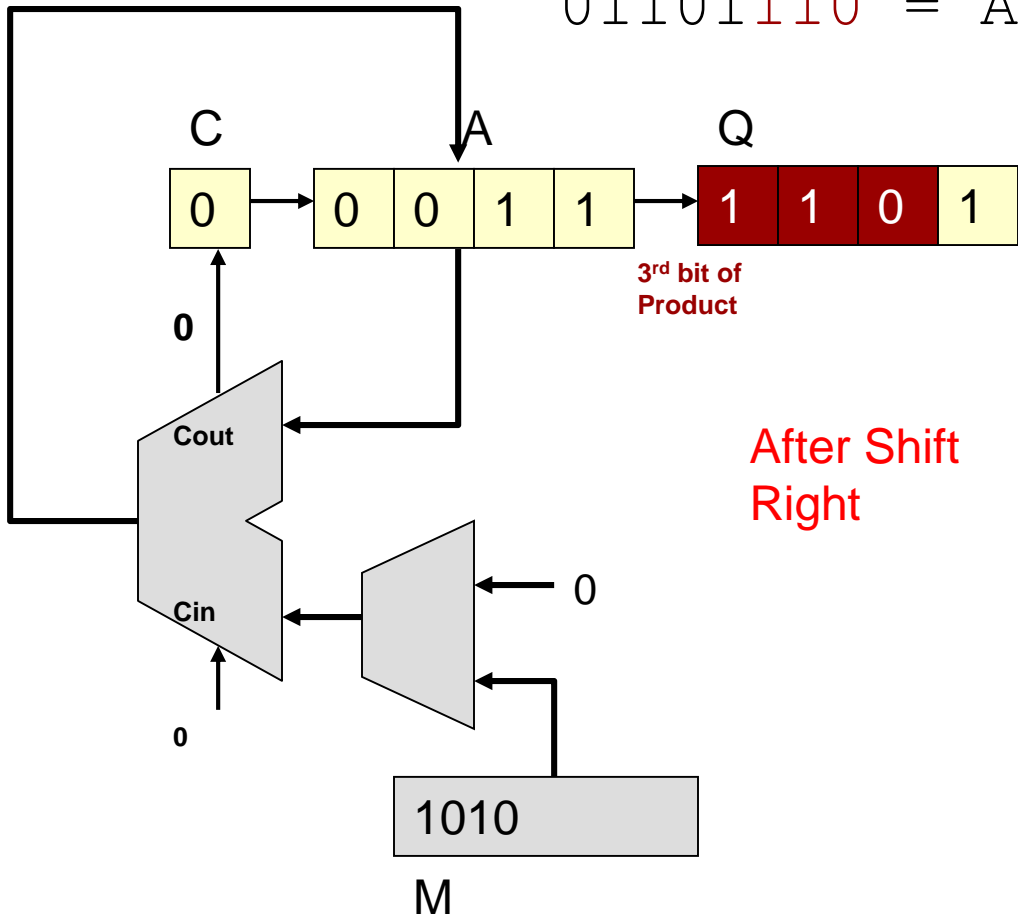 01101110 = A
C A Q
0 0 0 1 1 1 1 0 1
3rd bit of
Product
0
Cout
After Shift
Right
0
Cin
0
1010
M